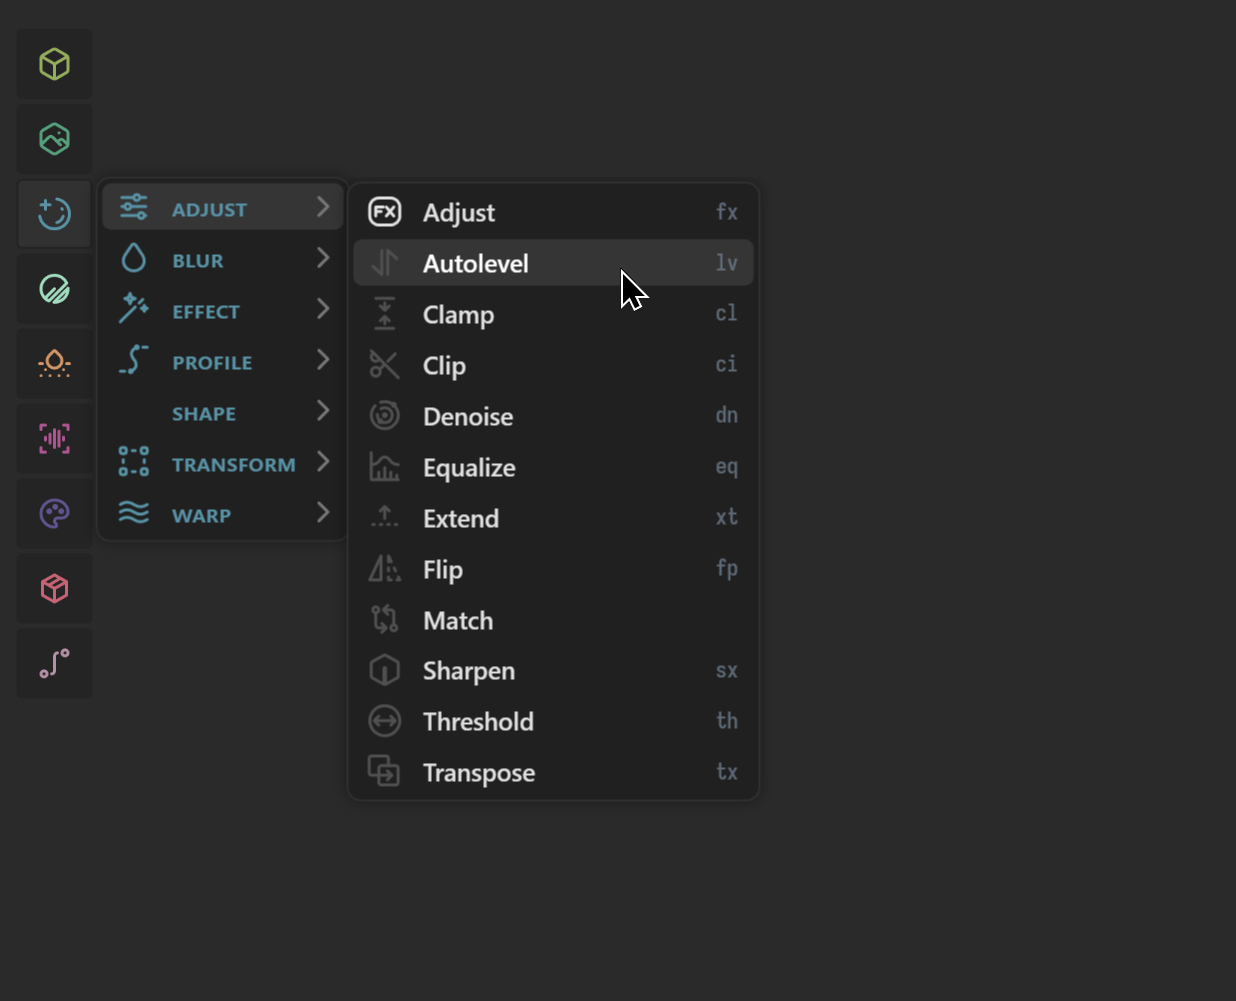 ADJUST
BLUR
EFFECT
PROFILE
SHAPE
TRANSFORM
WARP
FX Adjust fx
Autolevel lv
Clamp cl
Clip ci
Denoise dn
Equalize eq
Extend xt
Flip fp
Match
Sharpen sx
Threshold th
Transpose tx